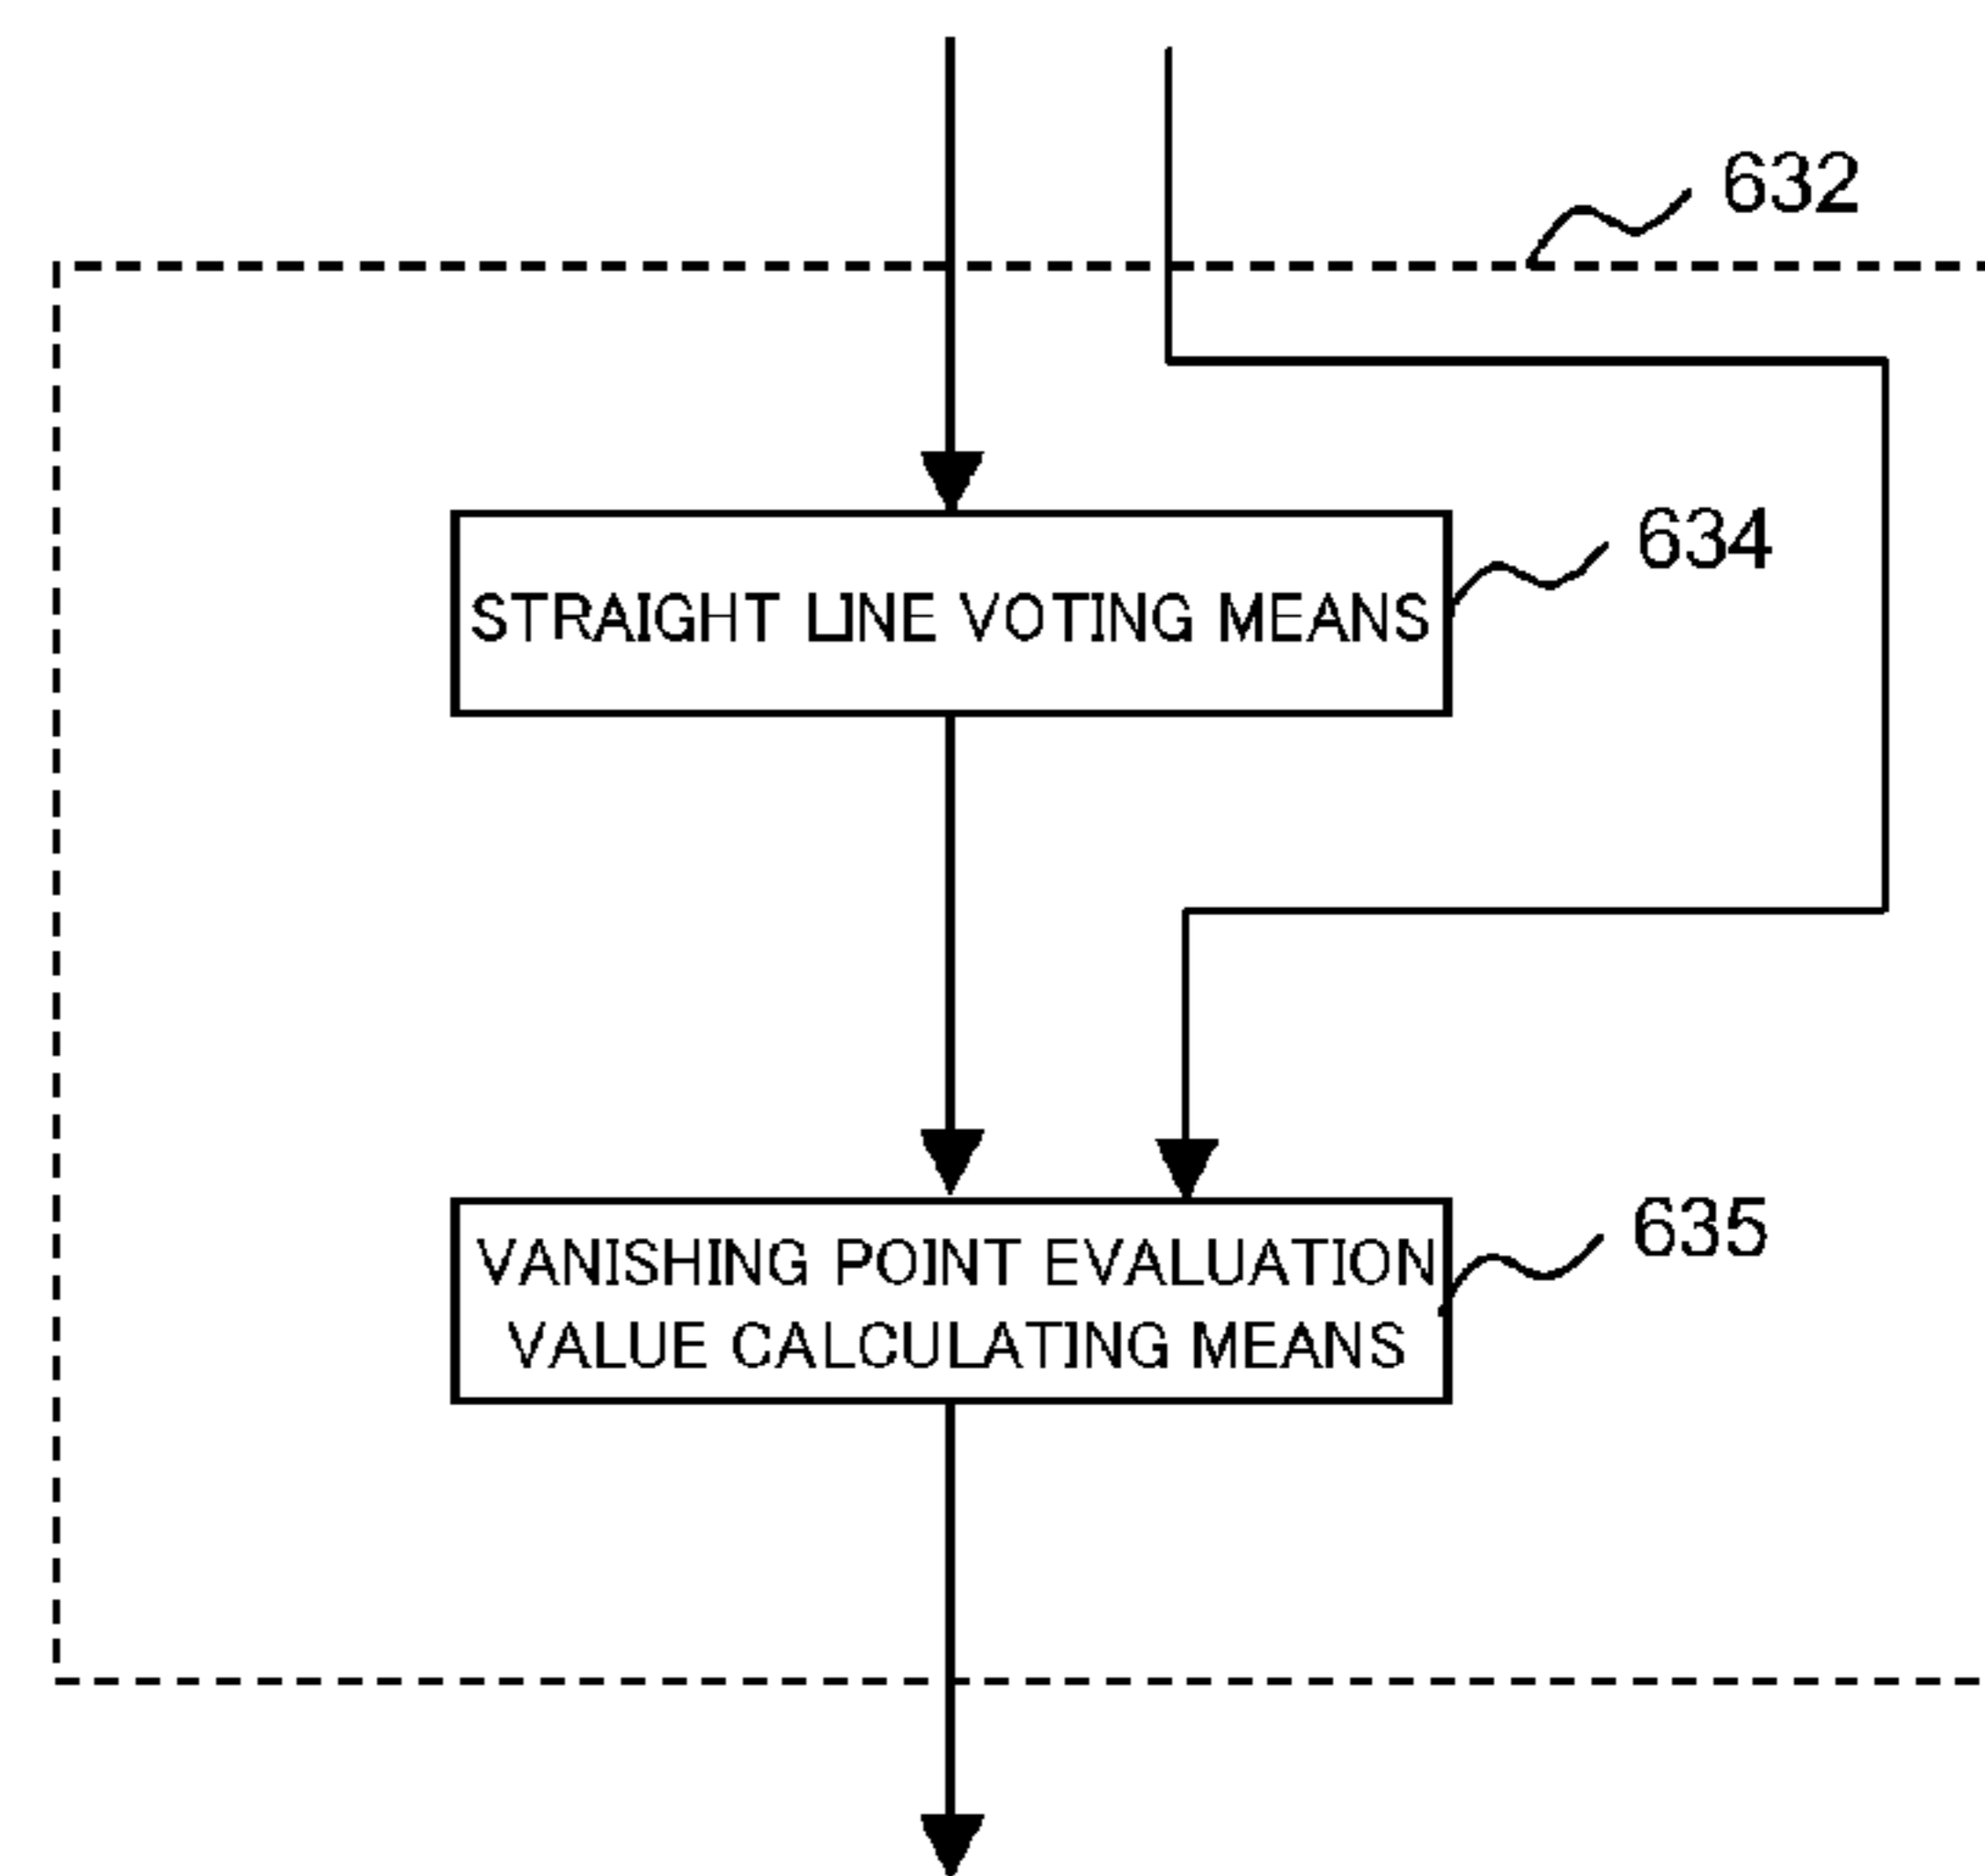 632
634
STRAIGHT LINE VOTING MEANS
635
VANISHING POINT EVALUATION
VALUE CALCULATING MEANS